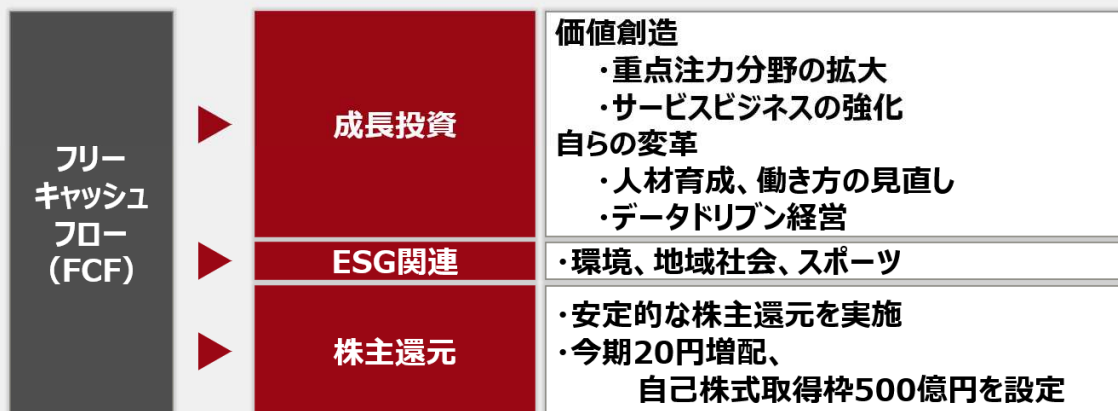 フリー
キャッシュ
フロー
(FCF)
成長投資
価値創造
・重点注力分野の拡大
・サービスビジネスの強化
自らの変革
・人材育成、働き方の見直し
・データドリブン経営
ESG関連
・環境、地域社会、スポーツ
株主還元
・安定的な株主還元を実施
・今期20円増配、
自己株式取得枠500億円を設定